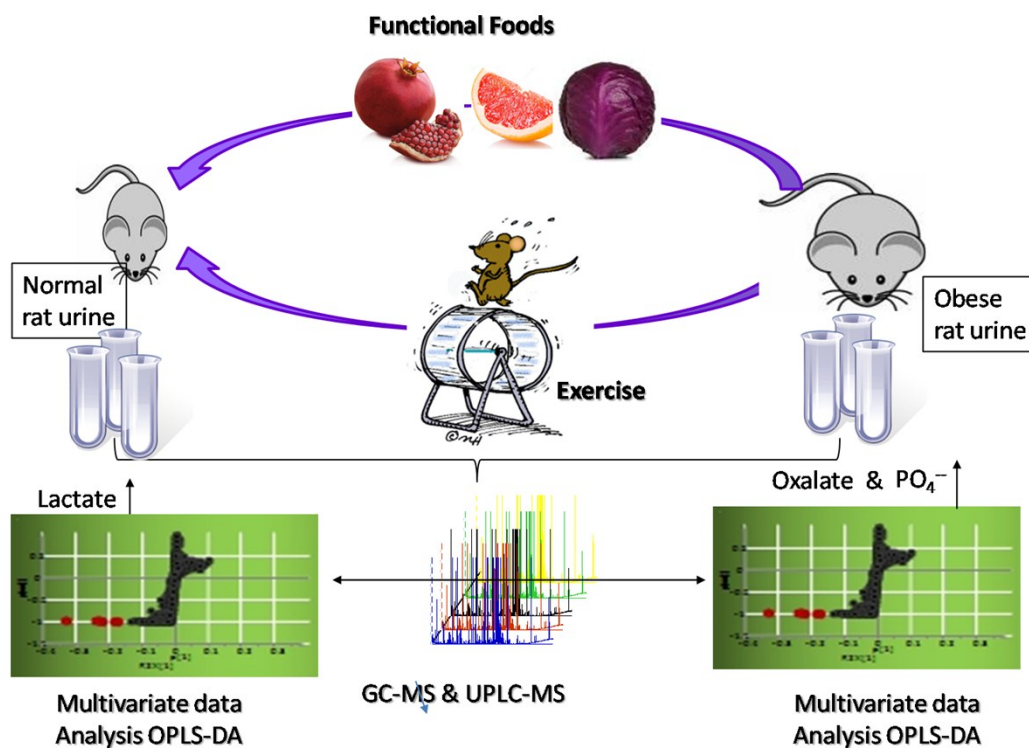 Functional Foods
Normal
rat urine
Obese
rat urine
Exercise
Lactate
Oxalate & PO₄⁻
GC-MS & UPLC-MS
Multivariate data
Analysis OPLS-DA
Multivariate data
Analysis OPLS-DA